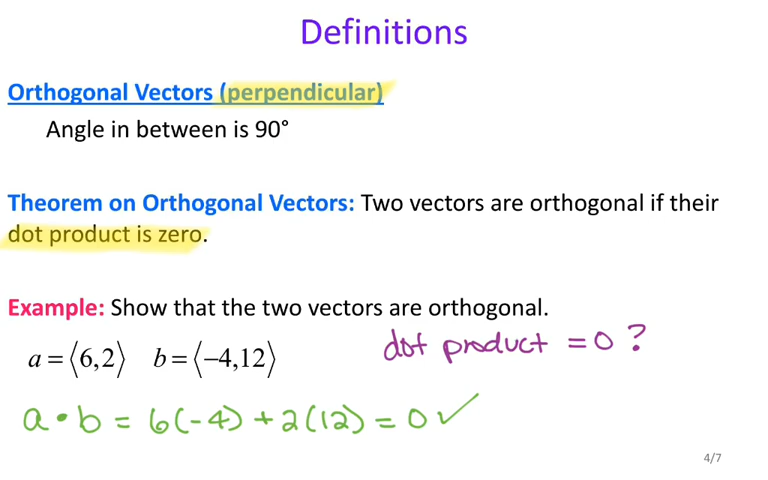 Definitions
Orthogonal Vectors (perpendicular)
Angle in between is 90°
Theorem on Orthogonal Vectors: Two vectors are orthogonal if their
dot product is zero.
Example: Show that the two vectors are orthogonal.
dot product = 0 ?
a = ⟨6,2⟩ b = ⟨−4,12⟩
a • b = 6(-4) + 2(12) = 0 ✓
4/7